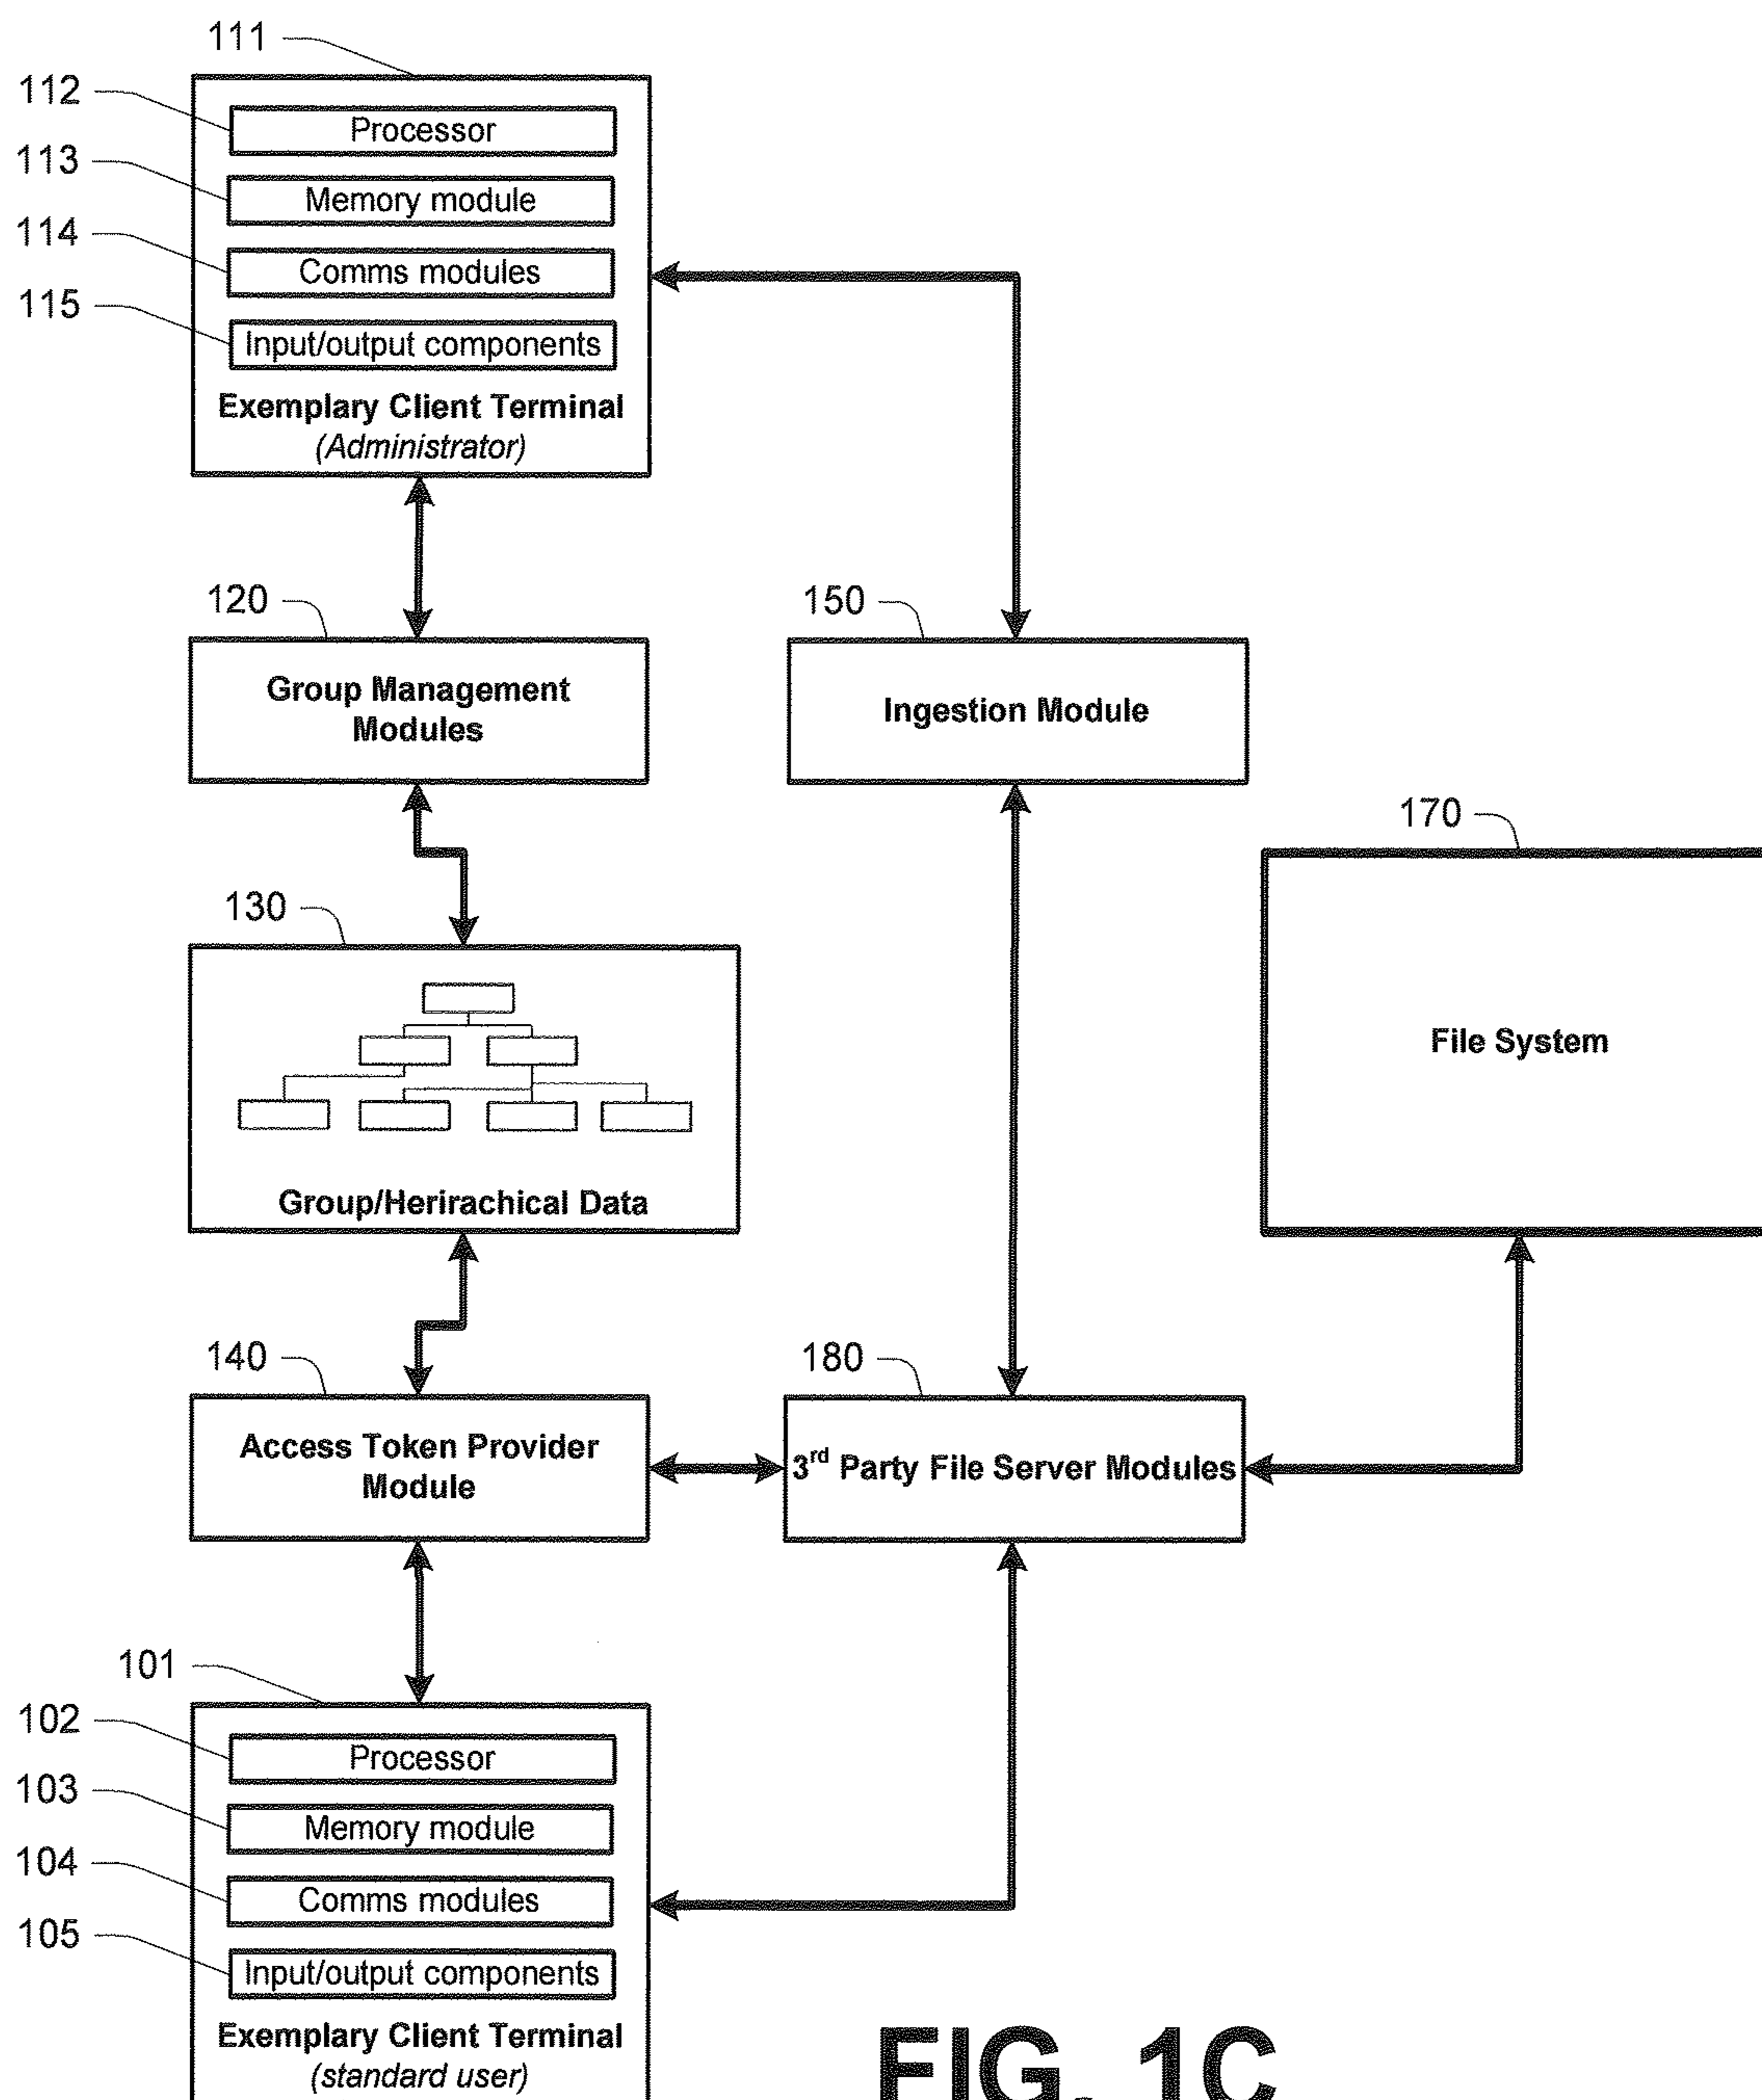 111
112
Processor
113
Memory module
114
Comms modules
115
Input/output components
Exemplary Client Terminal
(Administrator)
120
Group Management
Modules
150
Ingestion Module
170
File System
130
Group/Herirachical Data
140
Access Token Provider
Module
180
3rd Party File Server Modules
101
102
Processor
103
Memory module
104
Comms modules
105
Input/output components
Exemplary Client Terminal
(standard user)
FIG. 1C